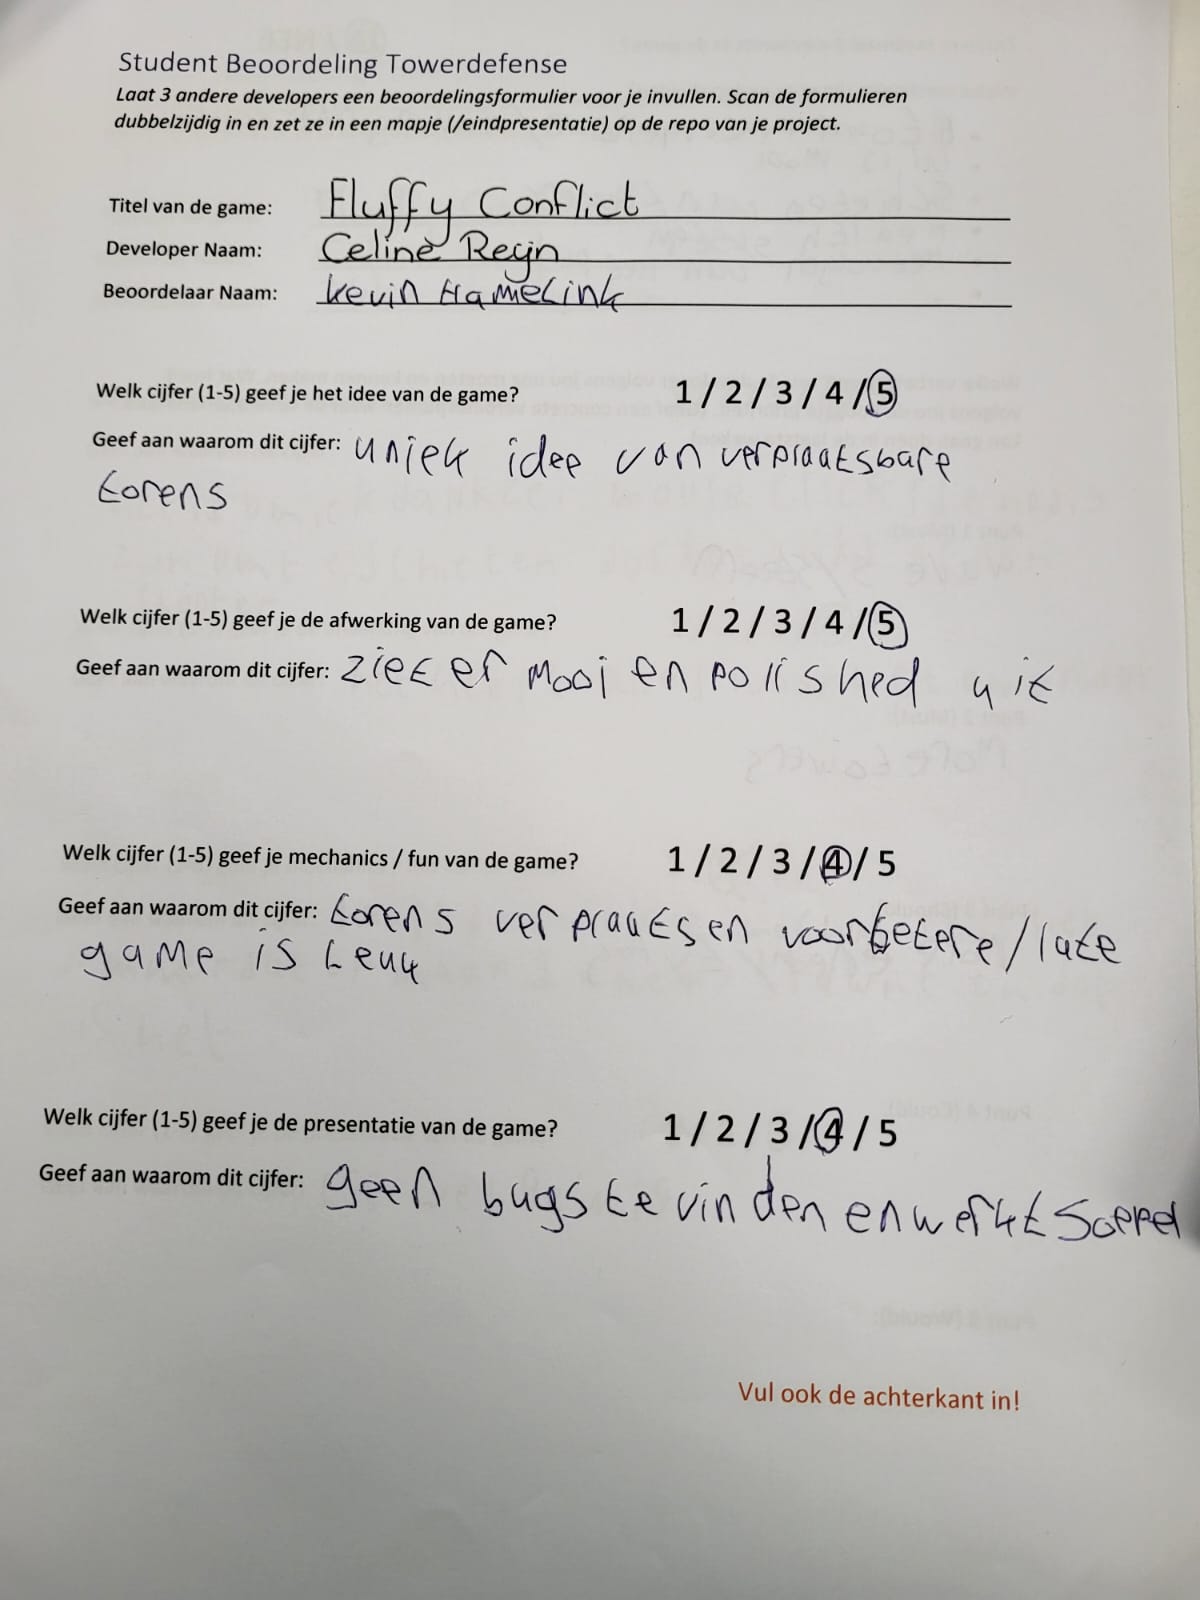 Student Beoordeling Towerdefense
Laat 3 andere developers een beoordelingsformulier voor je invullen. Scan de formulieren
dubbelzijdig in en zet ze in een mapje (/eindpresentatie) op de repo van je project.
Titel van de game: Fluffy Conflict
Developer Naam: Celine Reijn
Beoordelaar Naam: Kevin Hamelink
Welk cijfer (1-5) geef je het idee van de game? 1 / 2 / 3 / 4 / 5
Geef aan waarom dit cijfer: uniek idee van verplaatsbare
torens
Welk cijfer (1-5) geef je de afwerking van de game? 1 / 2 / 3 / 4 / 5
Geef aan waarom dit cijfer: ziet er mooi en polished uit
Welk cijfer (1-5) geef je mechanics / fun van de game? 1 / 2 / 3 / 4 / 5
Geef aan waarom dit cijfer: torens verplaatsen voor betere / late
game is leuk
Welk cijfer (1-5) geef je de presentatie van de game? 1 / 2 / 3 / 4 / 5
Geef aan waarom dit cijfer: geen bugs te vinden en werkt soepel
Vul ook de achterkant in!